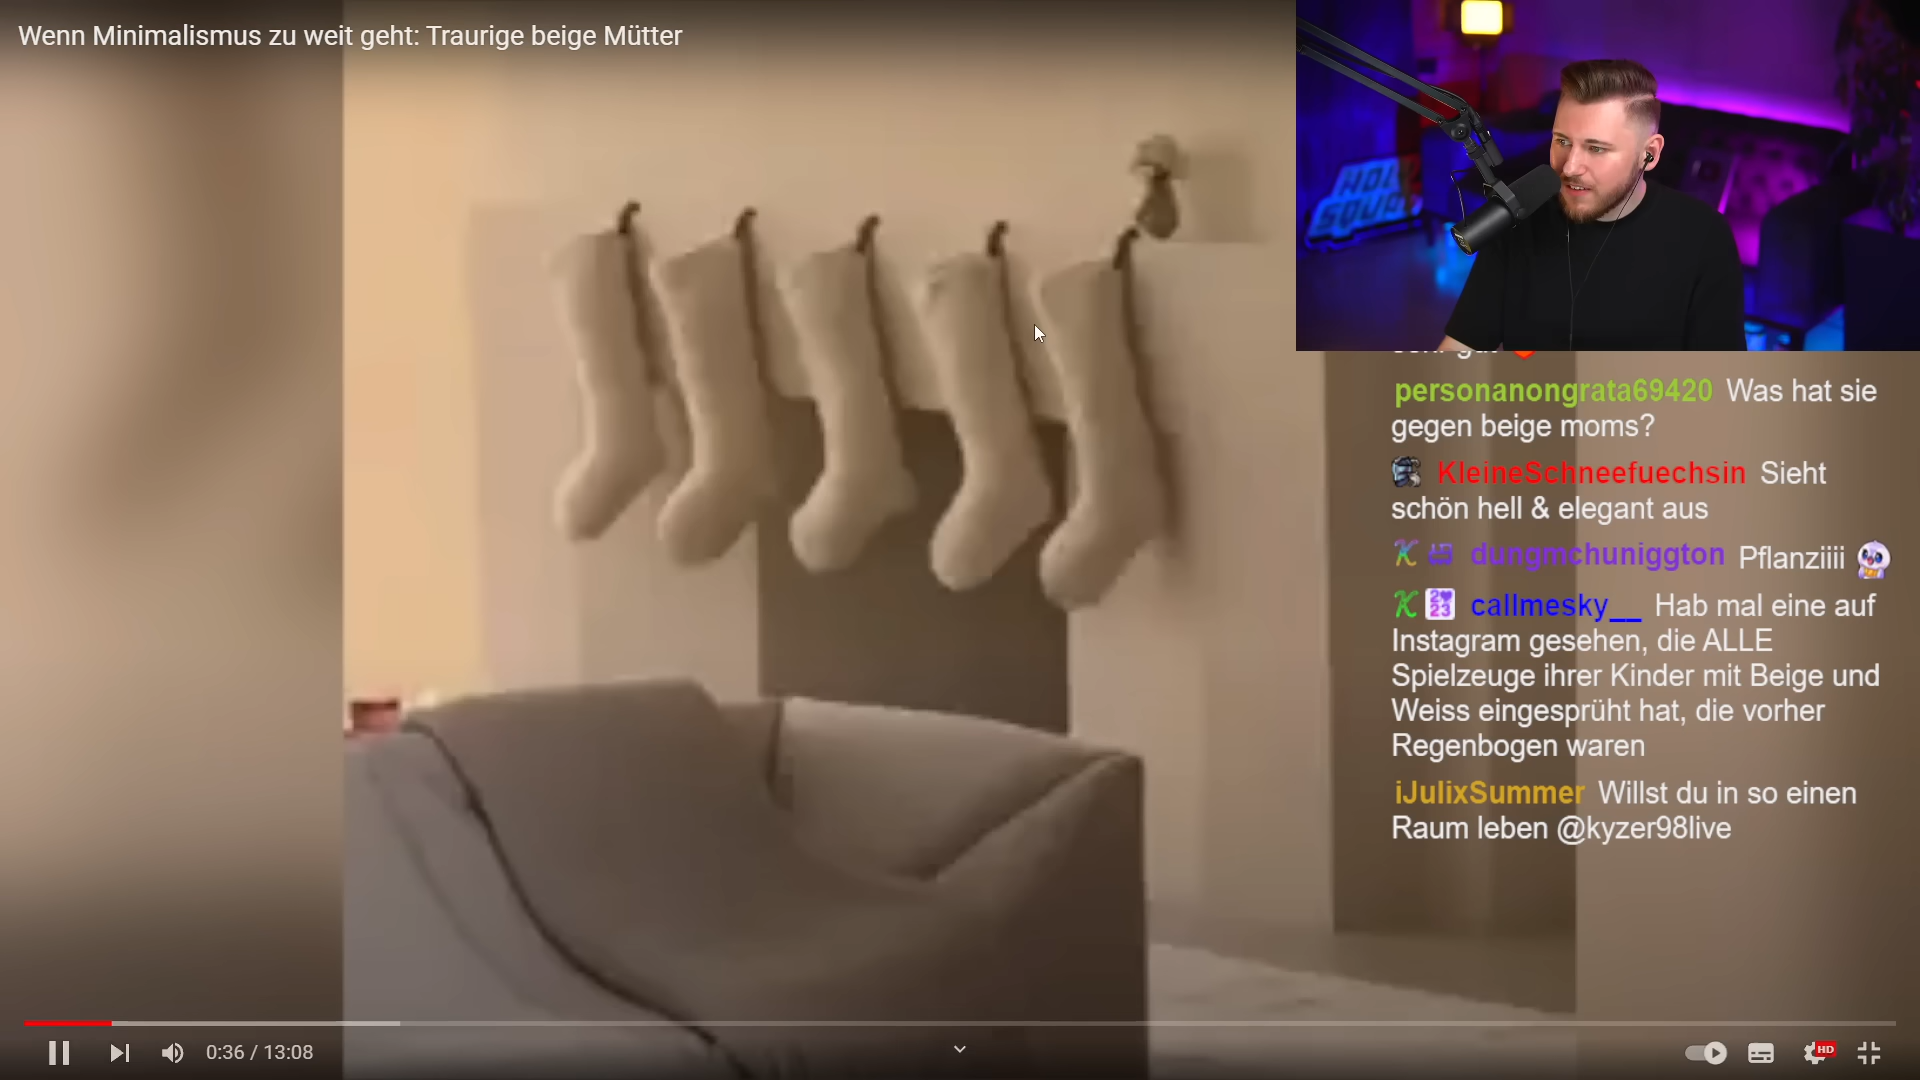 Wenn Minimalismus zu weit geht: Traurige beige Mütter
personanongrata69420 Was hat sie
gegen beige moms?
KleineSchneefuechsin Sieht
schön hell & elegant aus
dungmchuniggton Pflanziiii
callmesky__ Hab mal eine auf
Instagram gesehen, die ALLE
Spielzeuge ihrer Kinder mit Beige und
Weiss eingesprüht hat, die vorher
Regenbogen waren
iJulixSummer Willst du in so einen
Raum leben @kyzer98live
0:36 / 13:08
HD